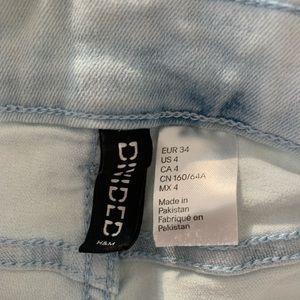 DIVIDED
H&M
EUR 34
US 4
CA 4
CN 160/64A
MX 4
Made in
Pakistan
Fabriqué en
Pakistan